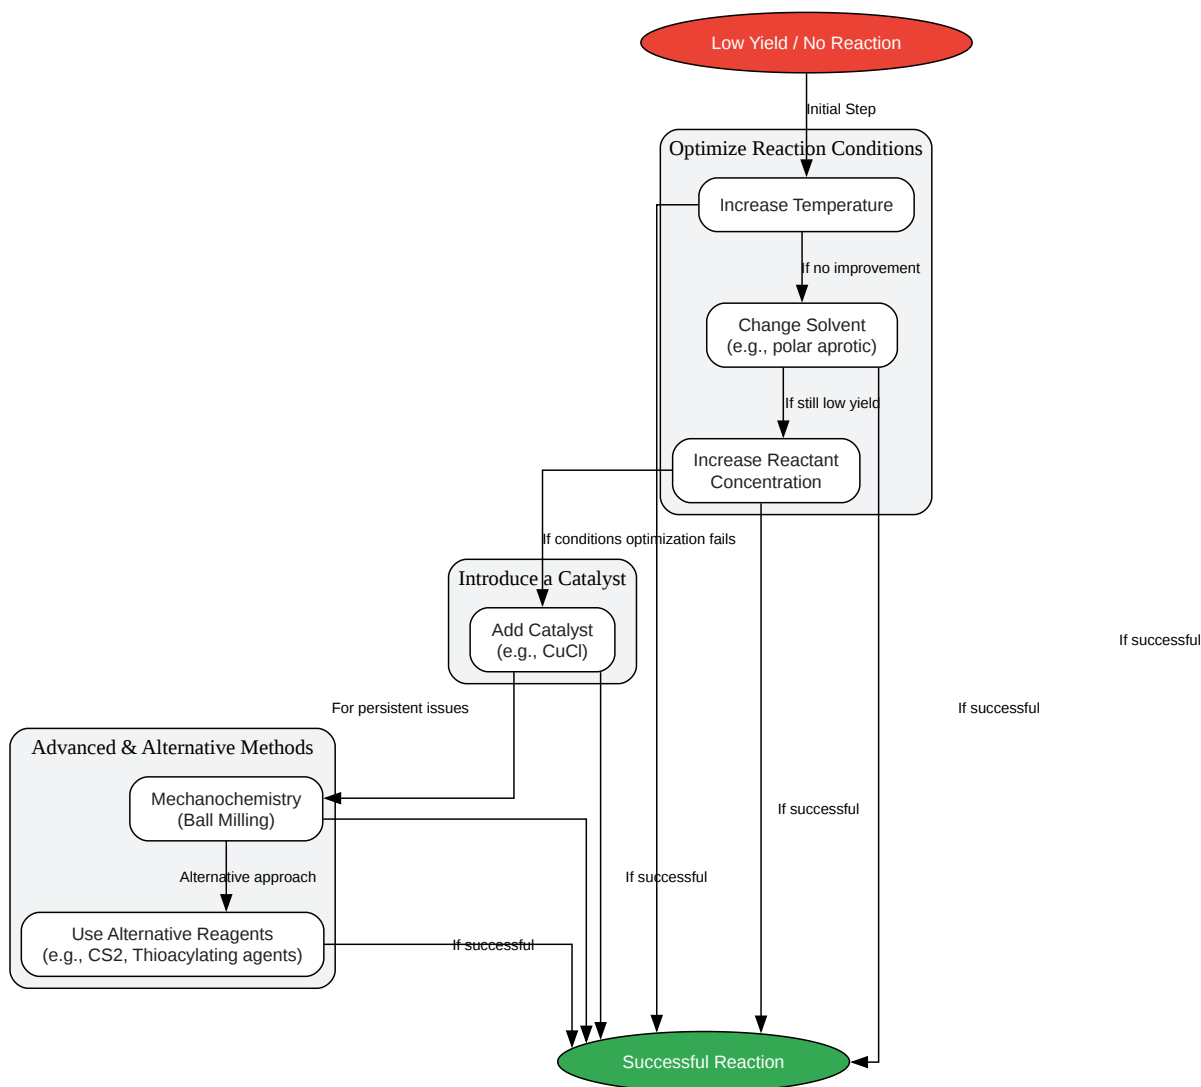 Low Yield / No Reaction
Initial Step
Optimize Reaction Conditions
Increase Temperature
If no improvement
Change Solvent
(e.g., polar aprotic)
If still low yield
Increase Reactant
Concentration
If conditions optimization fails
Introduce a Catalyst
Add Catalyst
(e.g., CuCl)
If successful
For persistent issues
If successful
Advanced & Alternative Methods
Mechanochemistry
(Ball Milling)
If successful
Alternative approach
If successful
Use Alternative Reagents
(e.g., CS2, Thioacylating agents)
If successful
Successful Reaction